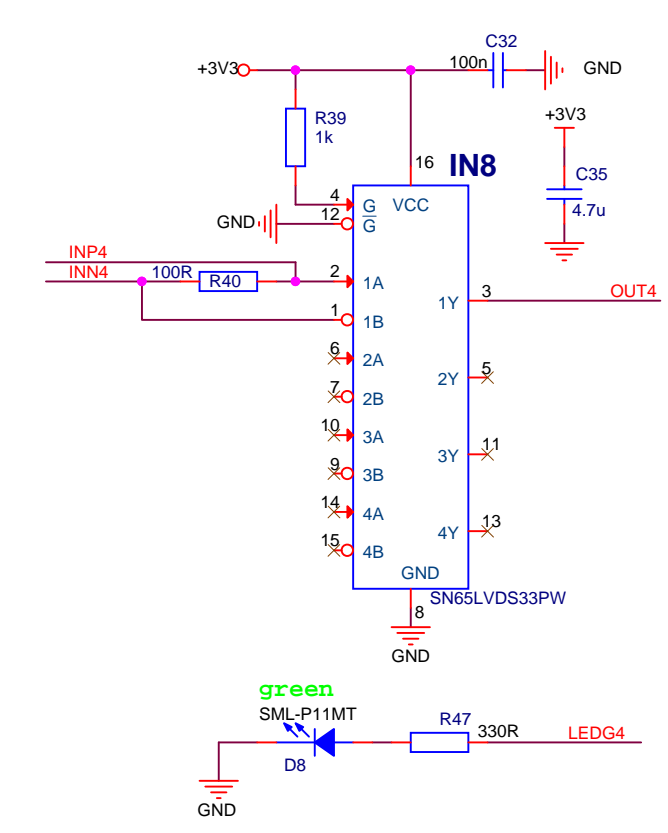 C32
+3V3
100n
GND
+3V3
R39
1k
16
IN8
C35
4.7u
4
G
VCC
GND
12
G
INP4
INN4
100R
R40
2
1A
3
1Y
OUT4
1
1B
6
2A
5
2Y
7
2B
10
3A
11
3Y
9
3B
14
4A
13
4Y
15
4B
GND
SN65LVDS33PW
8
GND
green
SML-P11MT
R47
330R
LEDG4
D8
GND